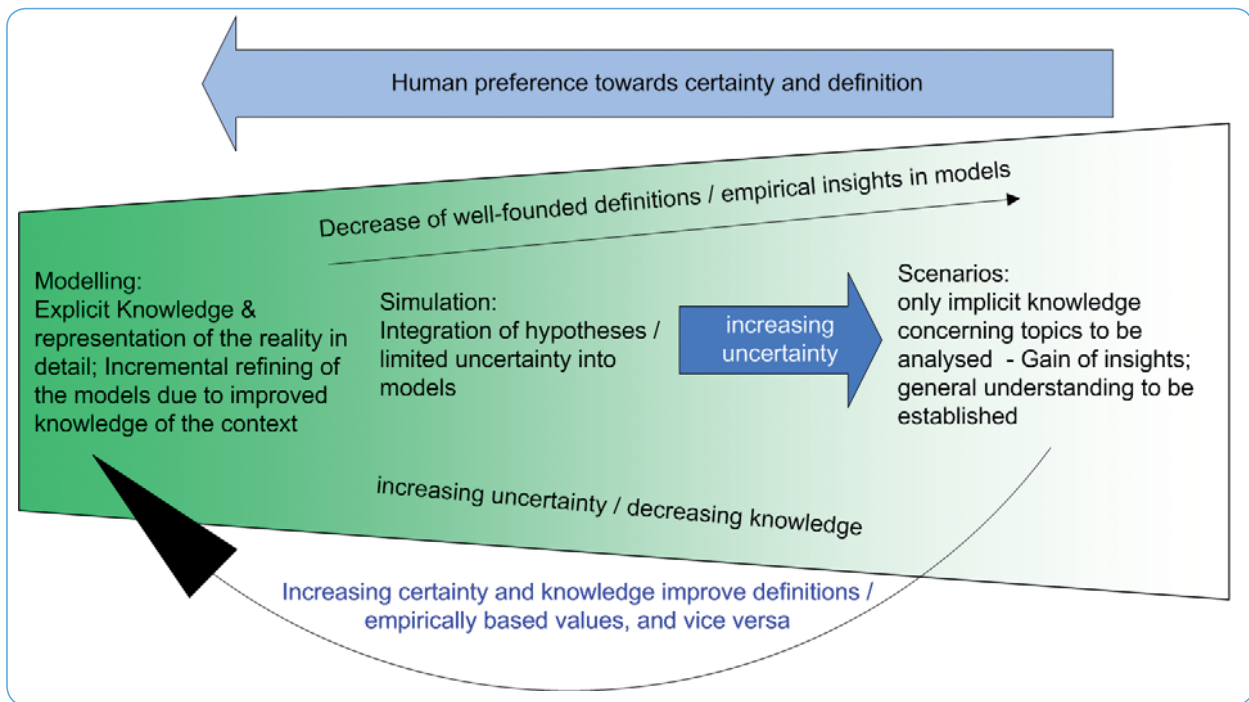 Human preference towards certainty and definition
Decrease of well-founded definitions / empirical insights in models
Modelling:
Explicit Knowledge &
representation of the reality in
detail; Incremental refining of
the models due to improved
knowledge of the context
Simulation:
Integration of hypotheses /
limited uncertainty into
models
increasing
uncertainty
Scenarios:
only implicit knowledge
concerning topics to be
analysed - Gain of insights;
general understanding to be
established
increasing uncertainty / decreasing knowledge
Increasing certainty and knowledge improve definitions /
empirically based values, and vice versa